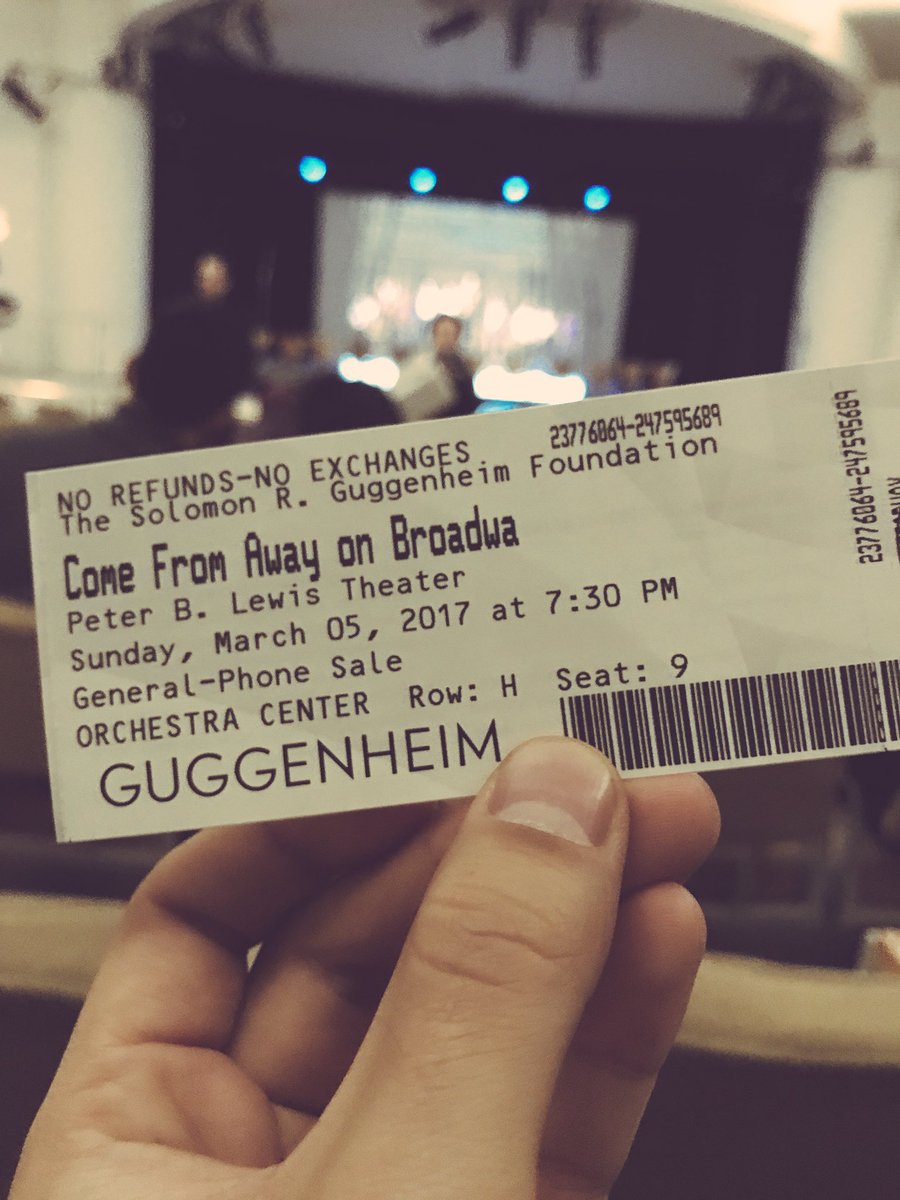 NO REFUNDS-NO EXCHANGES 23776064-247595689
The Solomon R. Guggenheim Foundation
Come From Away on Broadwa
Peter B. Lewis Theater
Sunday, March 05, 2017 at 7:30 PM
General-Phone Sale
ORCHESTRA CENTER Row: H Seat: 9
GUGGENHEIM
23776064-247595689